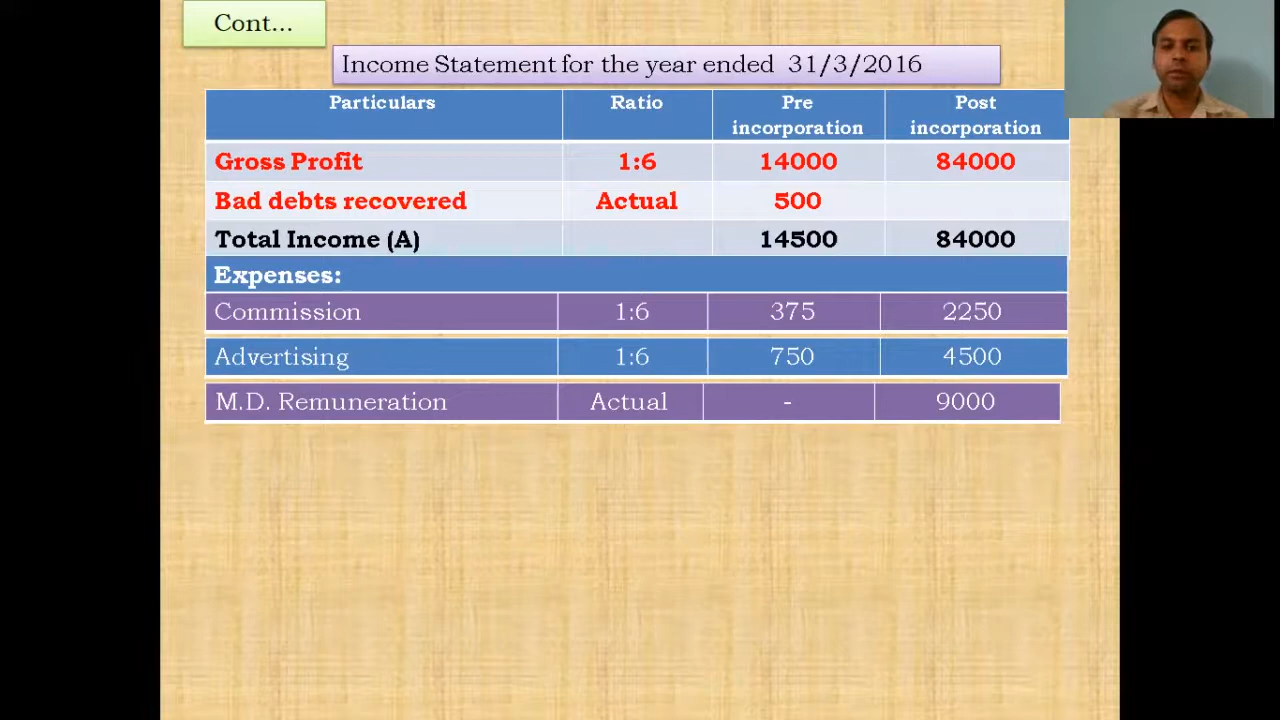 Cont...
Income Statement for the year ended 31/3/2016
Particulars Ratio Pre incorporation Post incorporation
Gross Profit 1:6 14000 84000
Bad debts recovered Actual 500
Total Income (A) 14500 84000
Expenses:
Commission 1:6 375 2250
Advertising 1:6 750 4500
M.D. Remuneration Actual - 9000